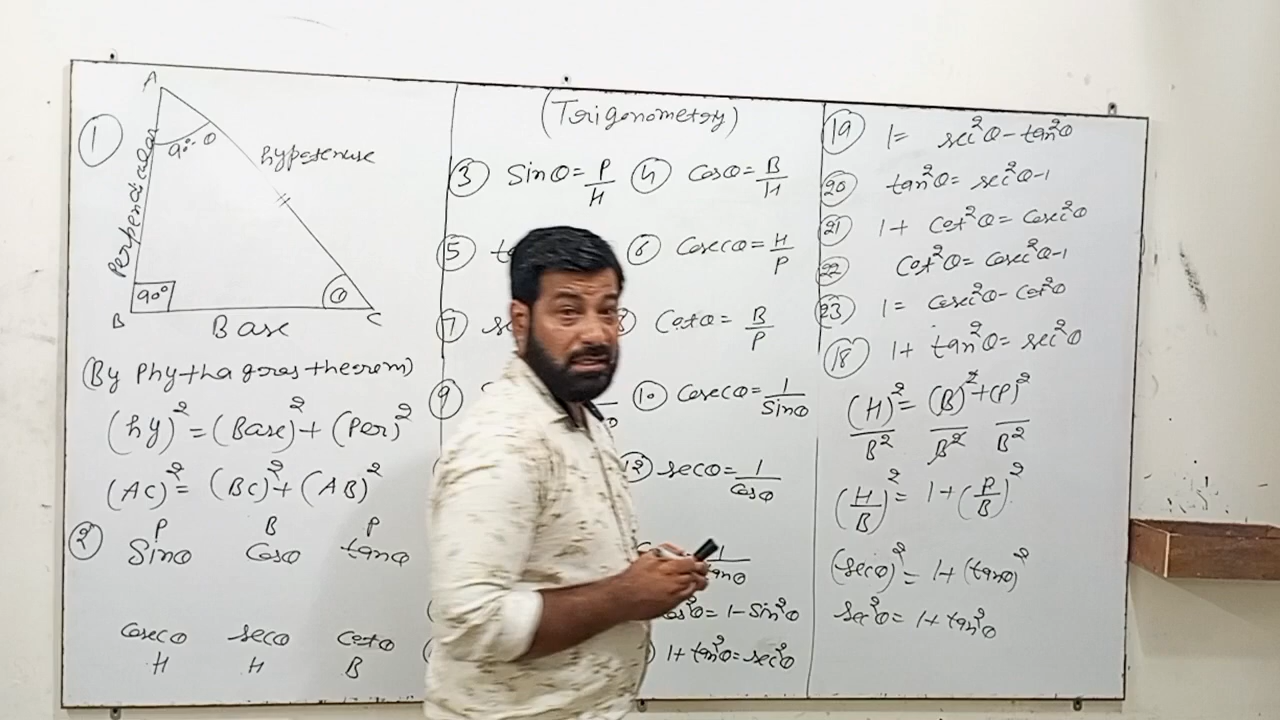 A
①
90°-θ
hypotenuse
Perpendicular
90°
θ
B
Base
C
(By Phythagoras theorem)
(hy)² = (Base)² + (Per)²
(AC)² = (BC)² + (AB)²
②
P B P
Sinθ Cosθ tanθ
Cosecθ Secθ Cotθ
H H B
(Trigonometry)
③ Sinθ = P/H ④ Cosθ = B/H
⑤ ⑥ Cosecθ = H/P
⑦ Cotθ = B/P
⑨ ⑩ Cosecθ = 1/Sinθ
⑫ Secθ = 1/Cosθ
1/tanθ
= 1 - Sin²θ
1 + tan²θ = sec²θ
⑲ 1 = sec²θ - tan²θ
⑳ tan²θ = sec²θ-1
㉑ 1 + Cot²θ = Cosec²θ
㉒ Cot²θ = Cosec²θ-1
㉓ 1 = Cosec²θ - Cot²θ
⑱ 1 + tan²θ = sec²θ
(H)²/B² = (B)²/B² + (P)²/B²
(H/B)² = 1 + (P/B)²
(secθ)² = 1 + (tanθ)²
sec²θ = 1 + tan²θ